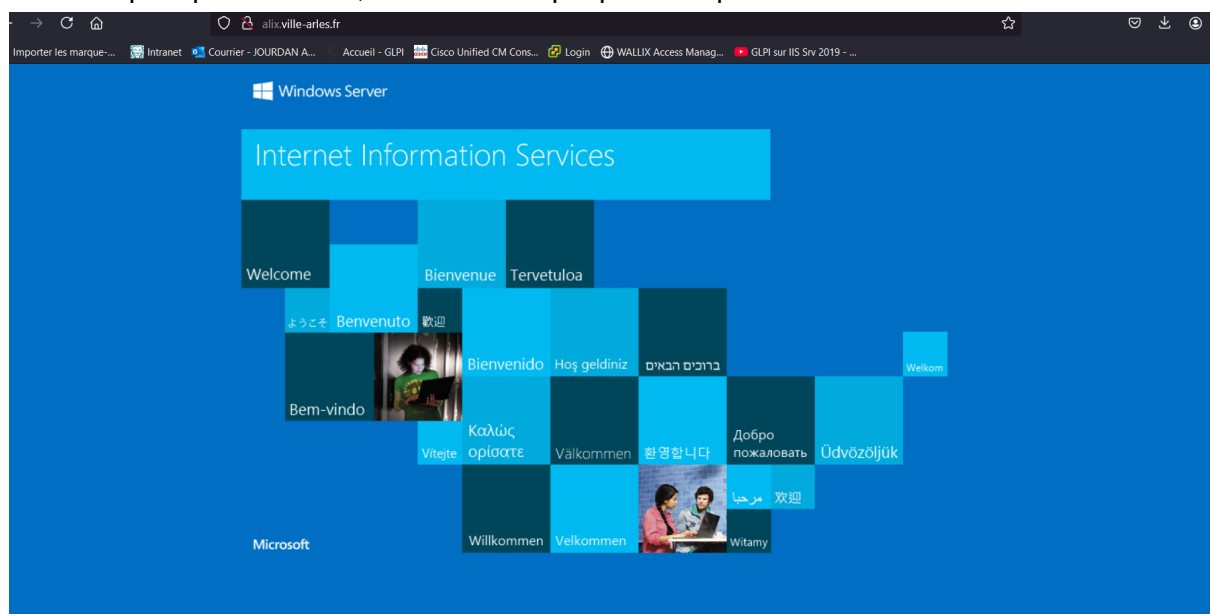 alix.ville-arles.fr
Importer les marque-... Intranet Courrier - JOURDAN A... Accueil - GLPI Cisco Unified CM Cons... Login WALLIX Access Manag... GLPI sur IIS Srv 2019 - ...
Windows Server
Internet Information Services
Welcome
Bienvenue
Tervetuloa
ようこそ
Benvenuto
歡迎
Bienvenido
Hoş geldiniz
ברוכים הבאים
Welkom
Bem-vindo
Vítejte
Καλώς
ορίσατε
Välkommen
환영합니다
Добро
пожаловать
Üdvözöljük
مرحبا
欢迎
Microsoft
Willkommen
Velkommen
Witamy